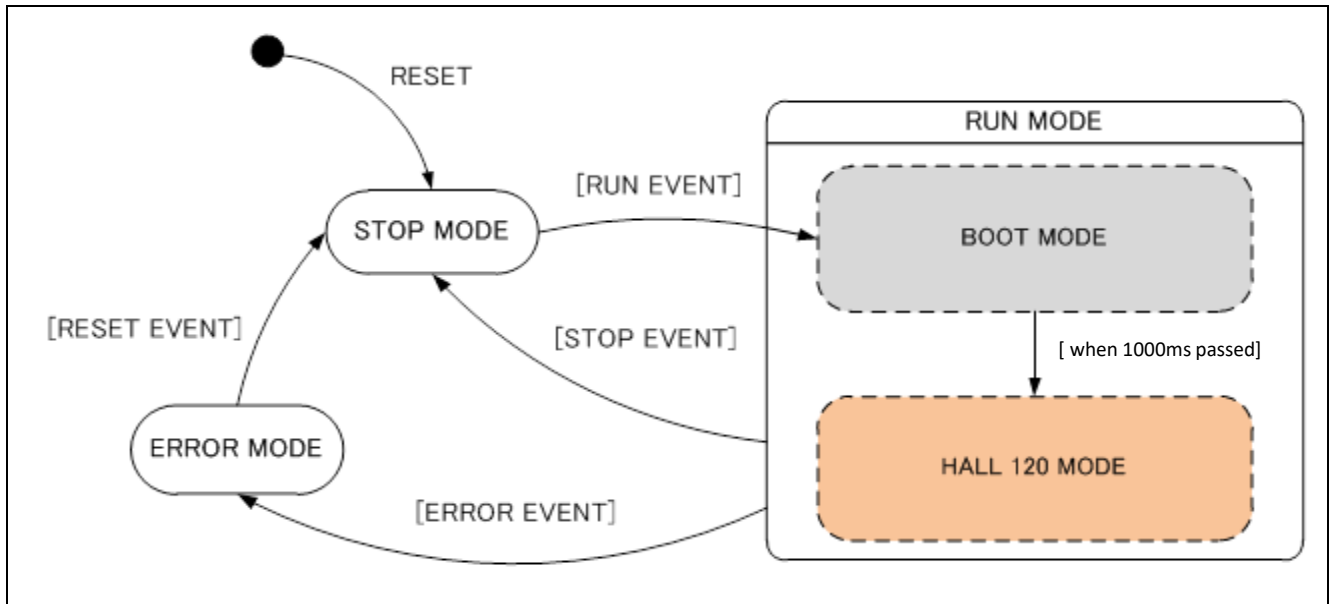 RESET
RUN MODE
[RUN EVENT]
STOP MODE
BOOT MODE
[RESET EVENT]
[STOP EVENT]
[ when 1000ms passed]
ERROR MODE
HALL 120 MODE
[ERROR EVENT]